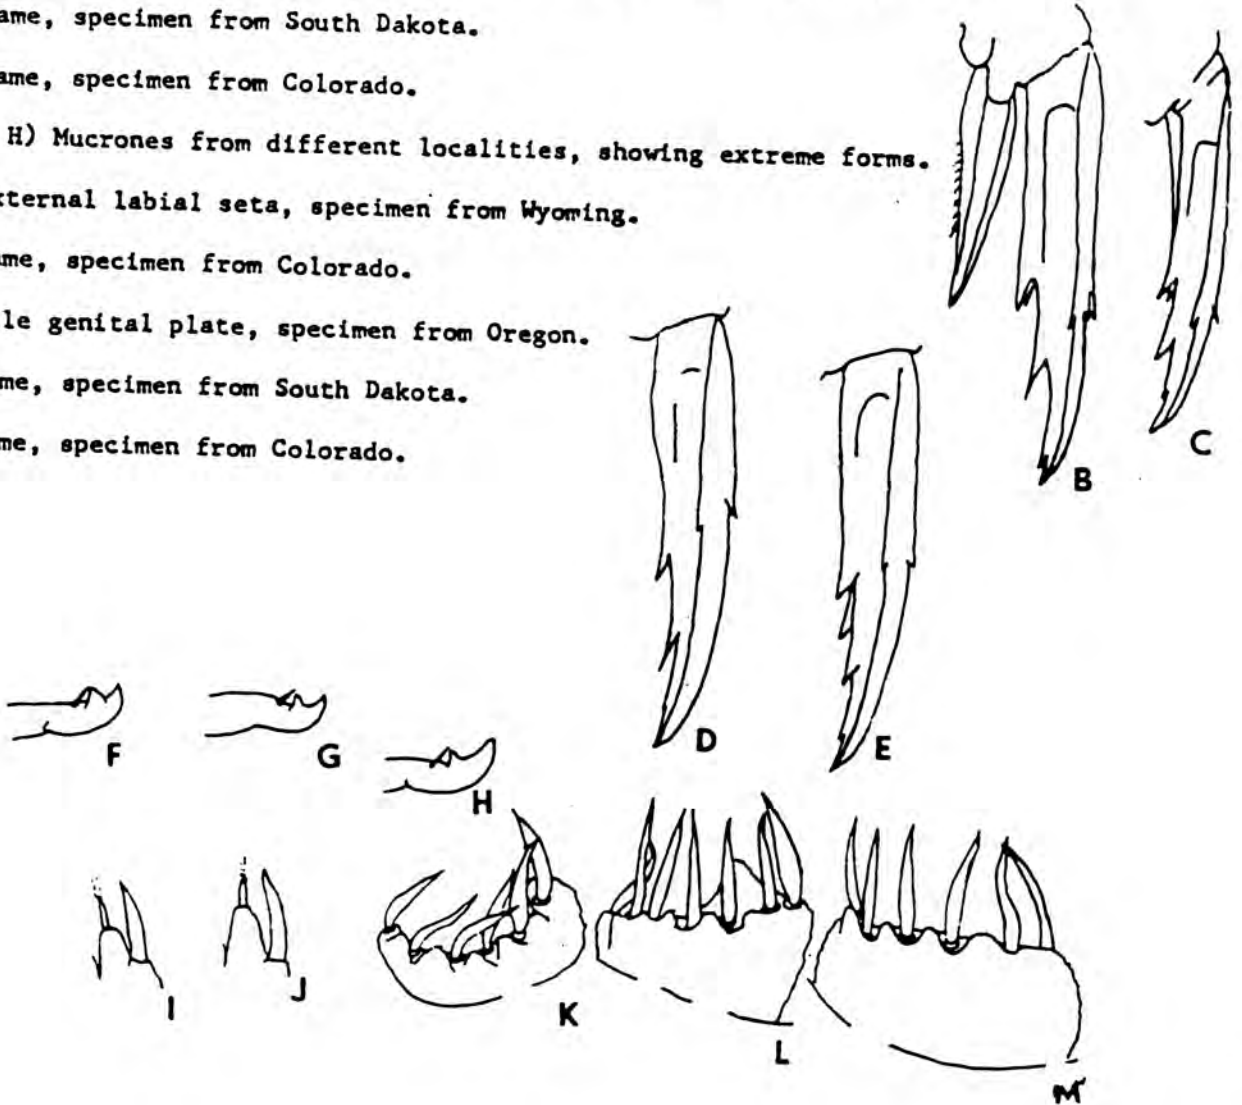 ame, specimen from South Dakota.
ame, specimen from Colorado.
H) Mucrones from different localities, showing extreme forms.
xternal labial seta, specimen from Wyoming.
me, specimen from Colorado.
le genital plate, specimen from Oregon.
me, specimen from South Dakota.
me, specimen from Colorado.
B
C
D
E
F
G
H
I
J
K
L
M